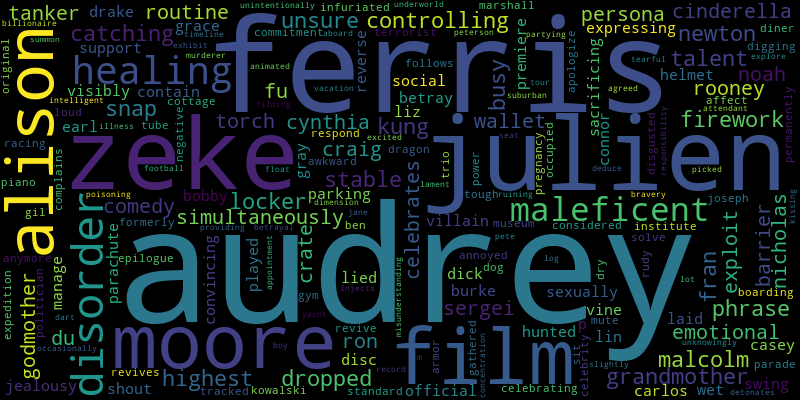 tanker drake routine
unintentionally infuriated underworld marshall
billionaire
catching grace
unsure controlling
persona cinderella
timeline commitment aboard terrorist peterson partying
expressing newton diner
summon support
exhibit
murderer
reverse
premiere
apologize
talent digging
explore
original
alison
healing
ferris
animated follows
busy
tour
tearful
helmet noah
visibly contain cottage
vacation social
suburban
agreed
sacrificing
rooney
intelligent
filming
betray
affect
attendant
permanently
loud
snap
fu
liz
wallet
firework
earl illness tube
negative
torch cynthia
kung
respond excited
seat
pregnancy
occupied
connor
disgusted
responsibility
racing
zeke
craig
awkward dragon
trio
power
julien
deduce
complains
football float
gray
stable
lament
picked
piano
poisoning
bobby
parking
dimension
tough ruining
bravery
joseph
kissing
gil
disorder
comedy
locker
jane
celebrates
villain
maleficent
nicholas
formerly
simultaneously
providing betrayal ben
museum considered institute
barrier
exploit
anymore
parachute
epilogue
convincing
played
appointment
crate
audrey
annoyed pete
solve
fran
expedition
politician
godmother
manage
lied
misunderstanding
dick dog
log
dry
rudy
lot
boarding
gym
injects
burke
sexually
phrase
dart
yacht
sergei
vine
du
moore
revive ron
film
hunted
mute laid
emotional
occasionally
boy
armor
gathered
concentration
sit
celebrity
lin
unknowingly
casey
jealousy
revives
highest
disc
record
slightly
malcolm
parade
shout
tracked kowalski
dropped
standard official
celebrating
grandmother
carlos wet
swing
detonates